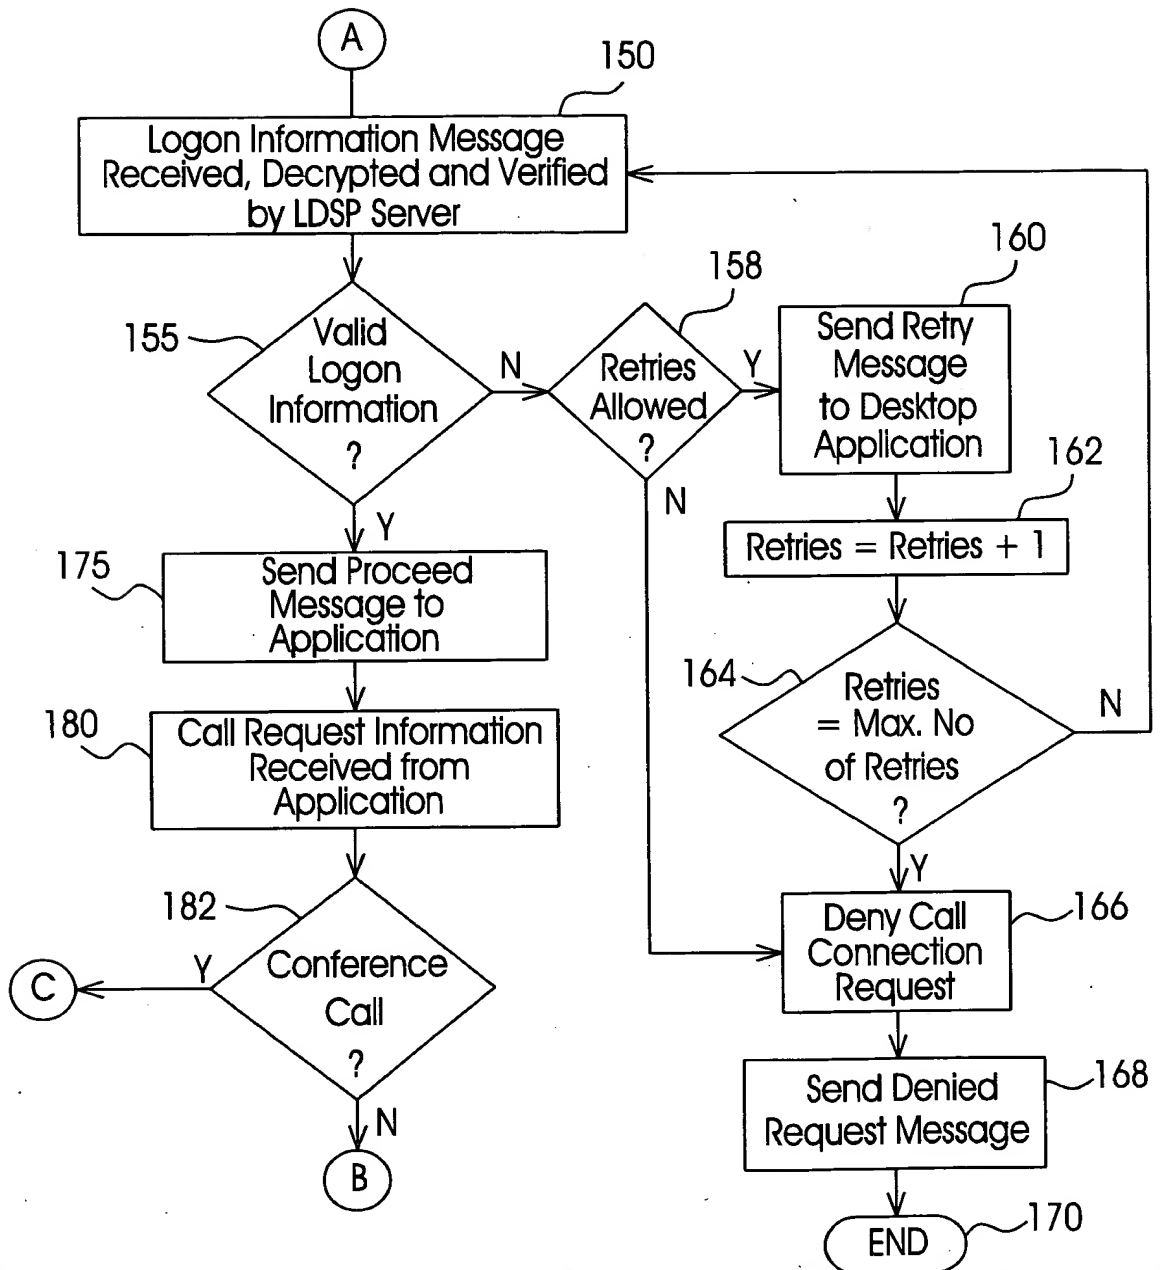 A
150
Logon Information Message
Received, Decrypted and Verified
by LDSP Server
155
Valid
Logon
Information
?
N
Y
158
Retries
Allowed
?
Y
N
160
Send Retry
Message
to Desktop
Application
162
Retries = Retries + 1
164
Retries
= Max. No
of Retries
?
N
Y
175
Send Proceed
Message to
Application
180
Call Request Information
Received from
Application
182
Conference
Call
?
Y
C
N
B
166
Deny Call
Connection
Request
168
Send Denied
Request Message
170
END